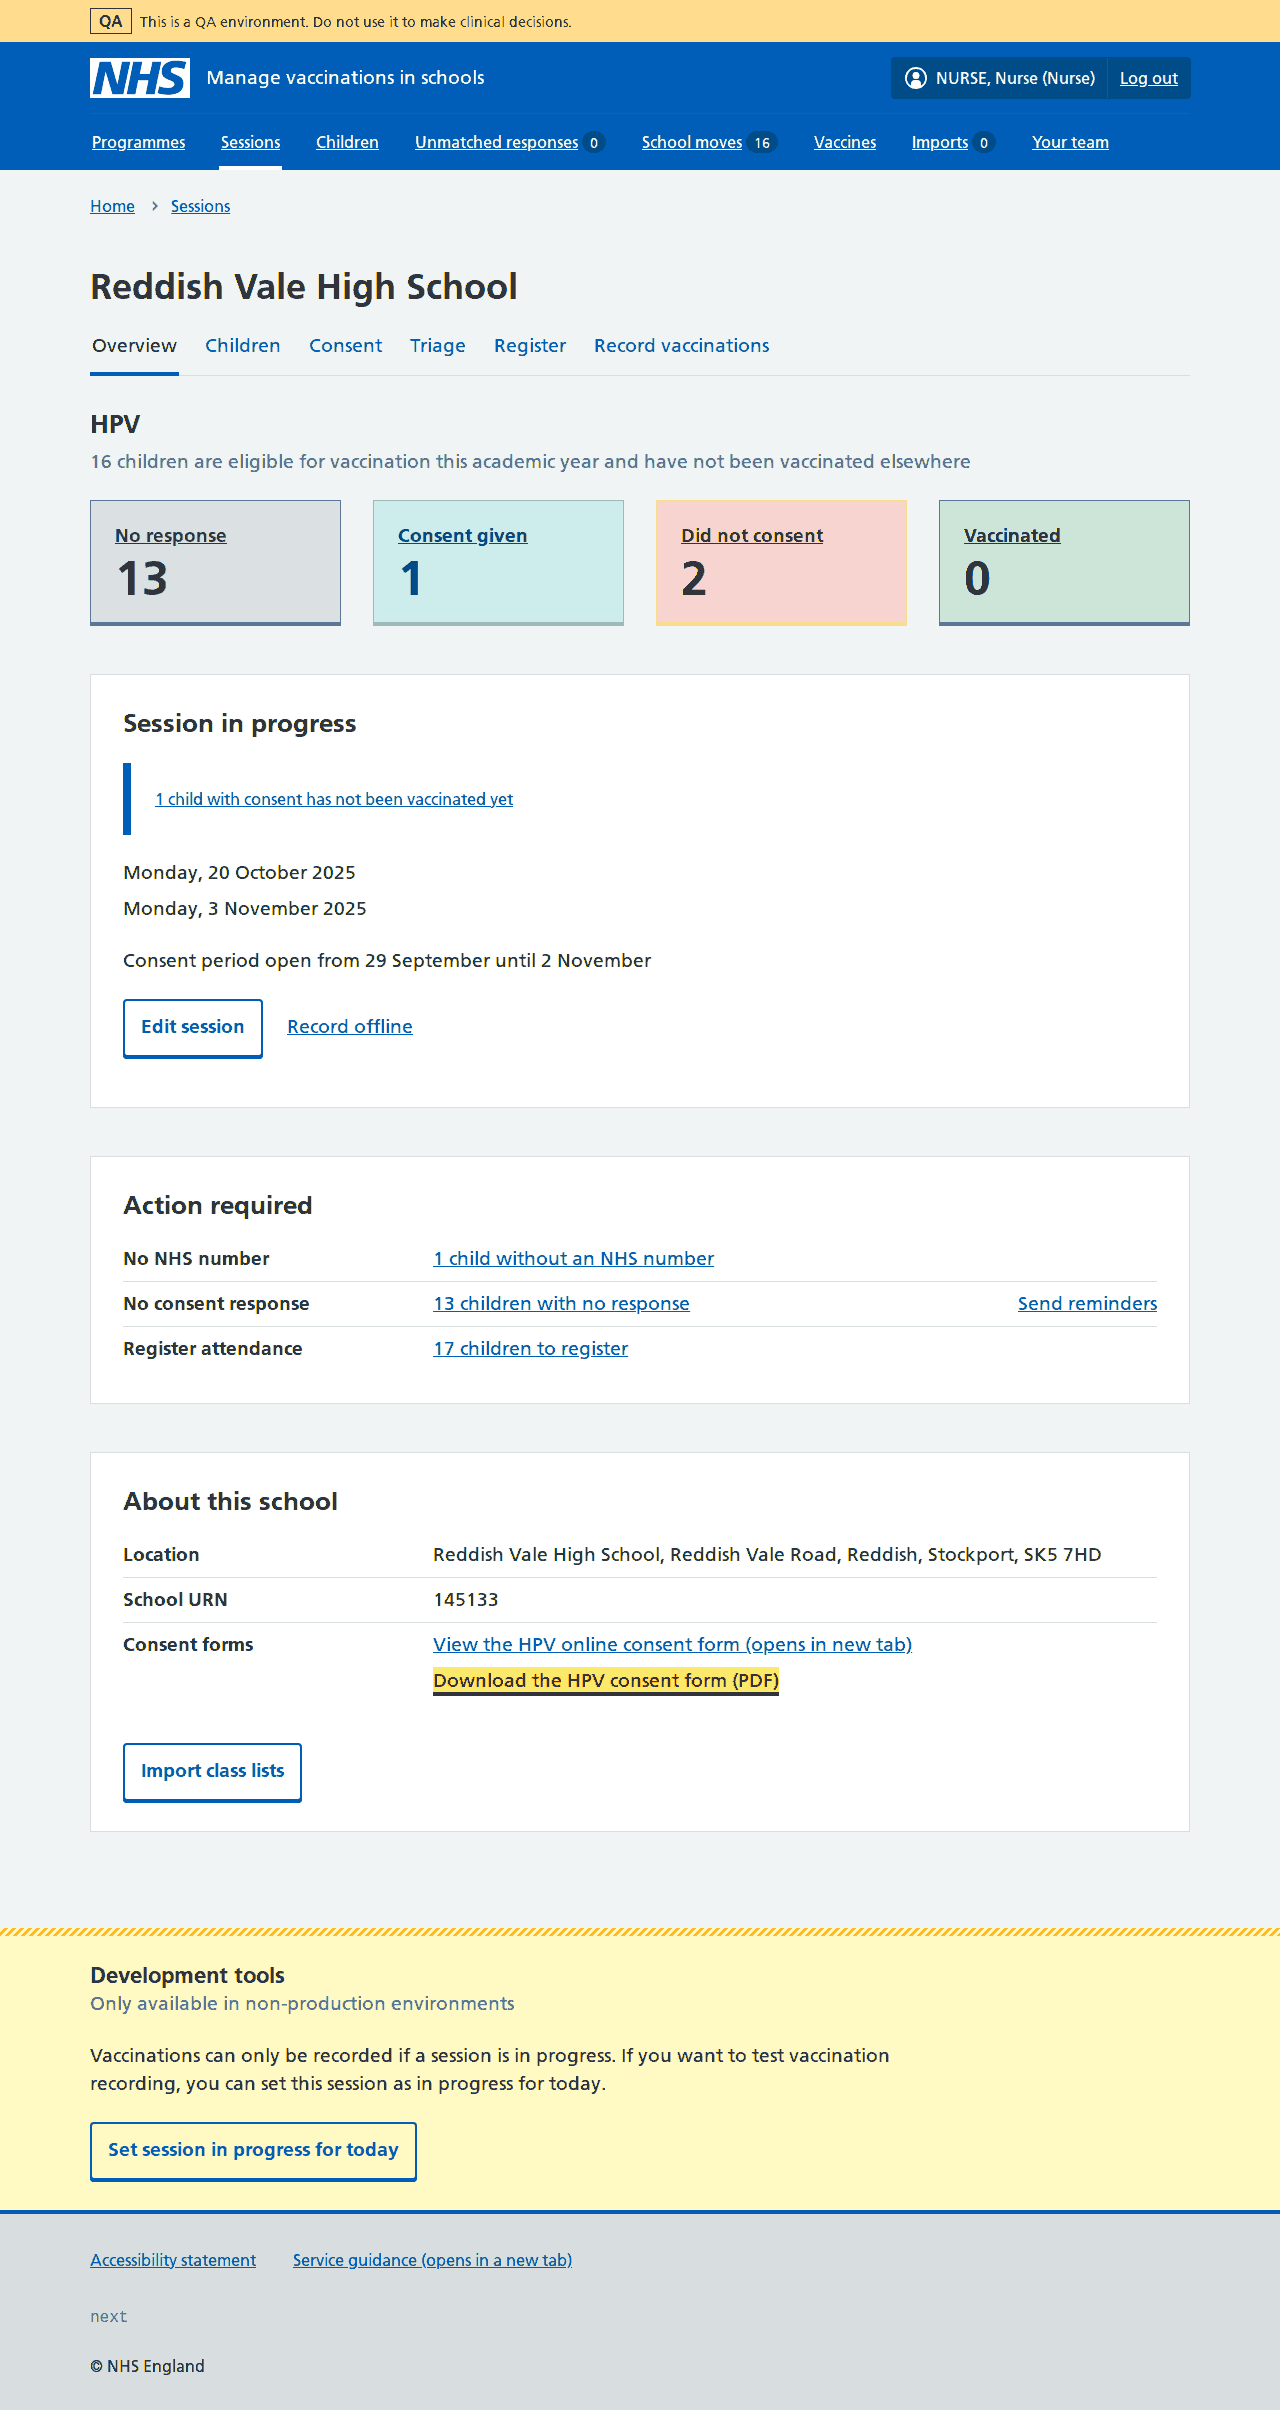 QA This is a QA environment. Do not use it to make clinical decisions.
NHS Manage vaccinations in schools NURSE, Nurse (Nurse) Log out
Programmes Sessions Children Unmatched responses 0 School moves 16 Vaccines Imports 0 Your team
Home Sessions
Reddish Vale High School
Overview Children Consent Triage Register Record vaccinations
HPV
16 children are eligible for vaccination this academic year and have not been vaccinated elsewhere
No response Consent given Did not consent Vaccinated
13 1 2 0
Session in progress
1 child with consent has not been vaccinated yet
Monday, 20 October 2025
Monday, 3 November 2025
Consent period open from 29 September until 2 November
Edit session Record offline
Action required
No NHS number 1 child without an NHS number
No consent response 13 children with no response Send reminders
Register attendance 17 children to register
About this school
Location Reddish Vale High School, Reddish Vale Road, Reddish, Stockport, SK5 7HD
School URN 145133
Consent forms View the HPV online consent form (opens in new tab)
Download the HPV consent form (PDF)
Import class lists
Development tools
Only available in non-production environments
Vaccinations can only be recorded if a session is in progress. If you want to test vaccination
recording, you can set this session as in progress for today.
Set session in progress for today
Accessibility statement Service guidance (opens in a new tab)
next
© NHS England